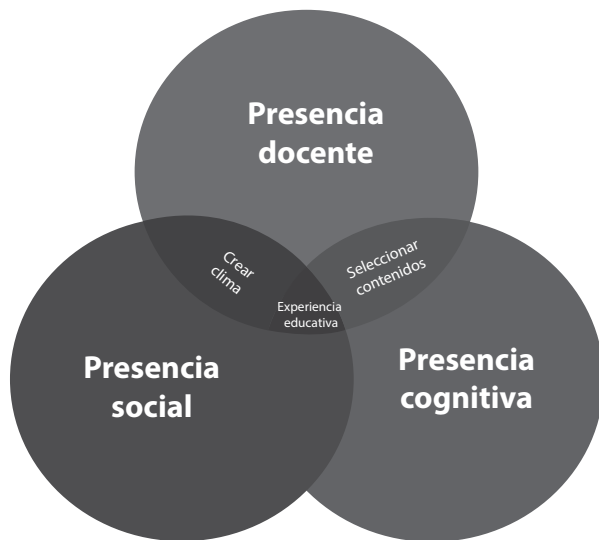 Presencia
docente
Crear
clima
Seleccionar
contenidos
Experiencia
educativa
Presencia
social
Presencia
cognitiva